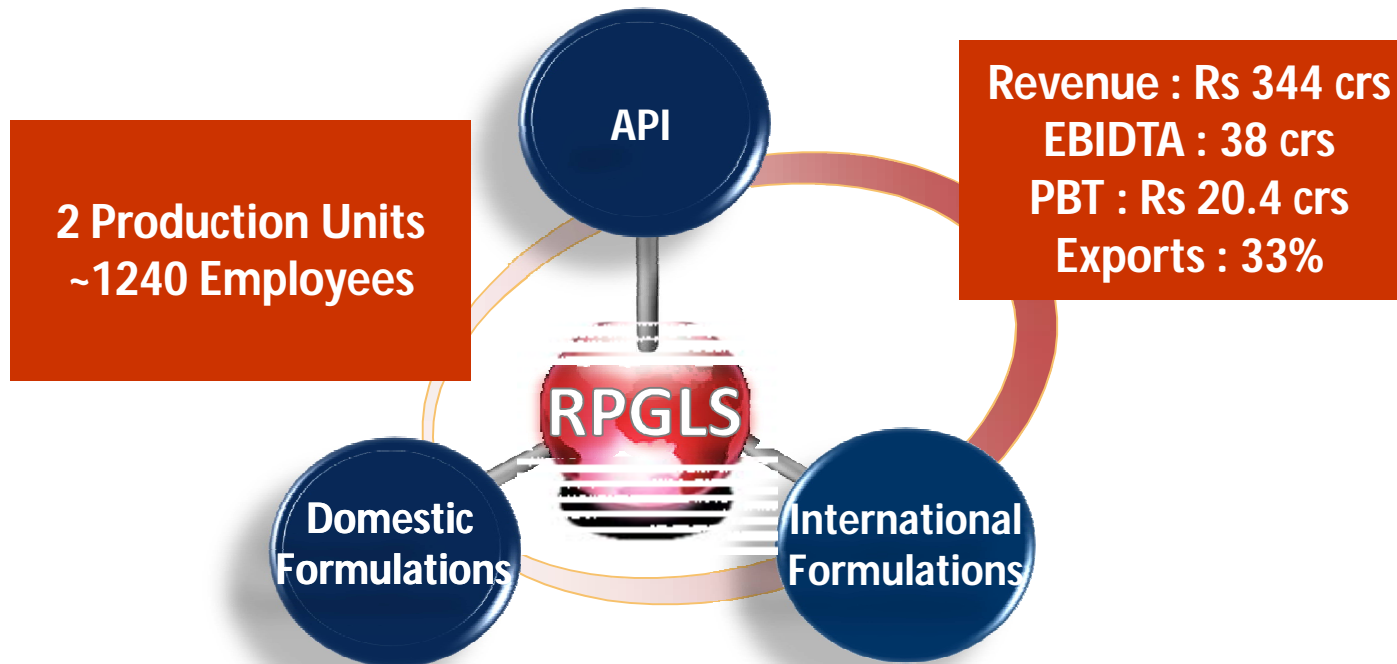 API
Revenue : Rs 344 crs
EBIDTA : 38 crs
PBT : Rs 20.4 crs
Exports : 33%
2 Production Units
~1240 Employees
RPGLS
Domestic
Formulations
International
Formulations